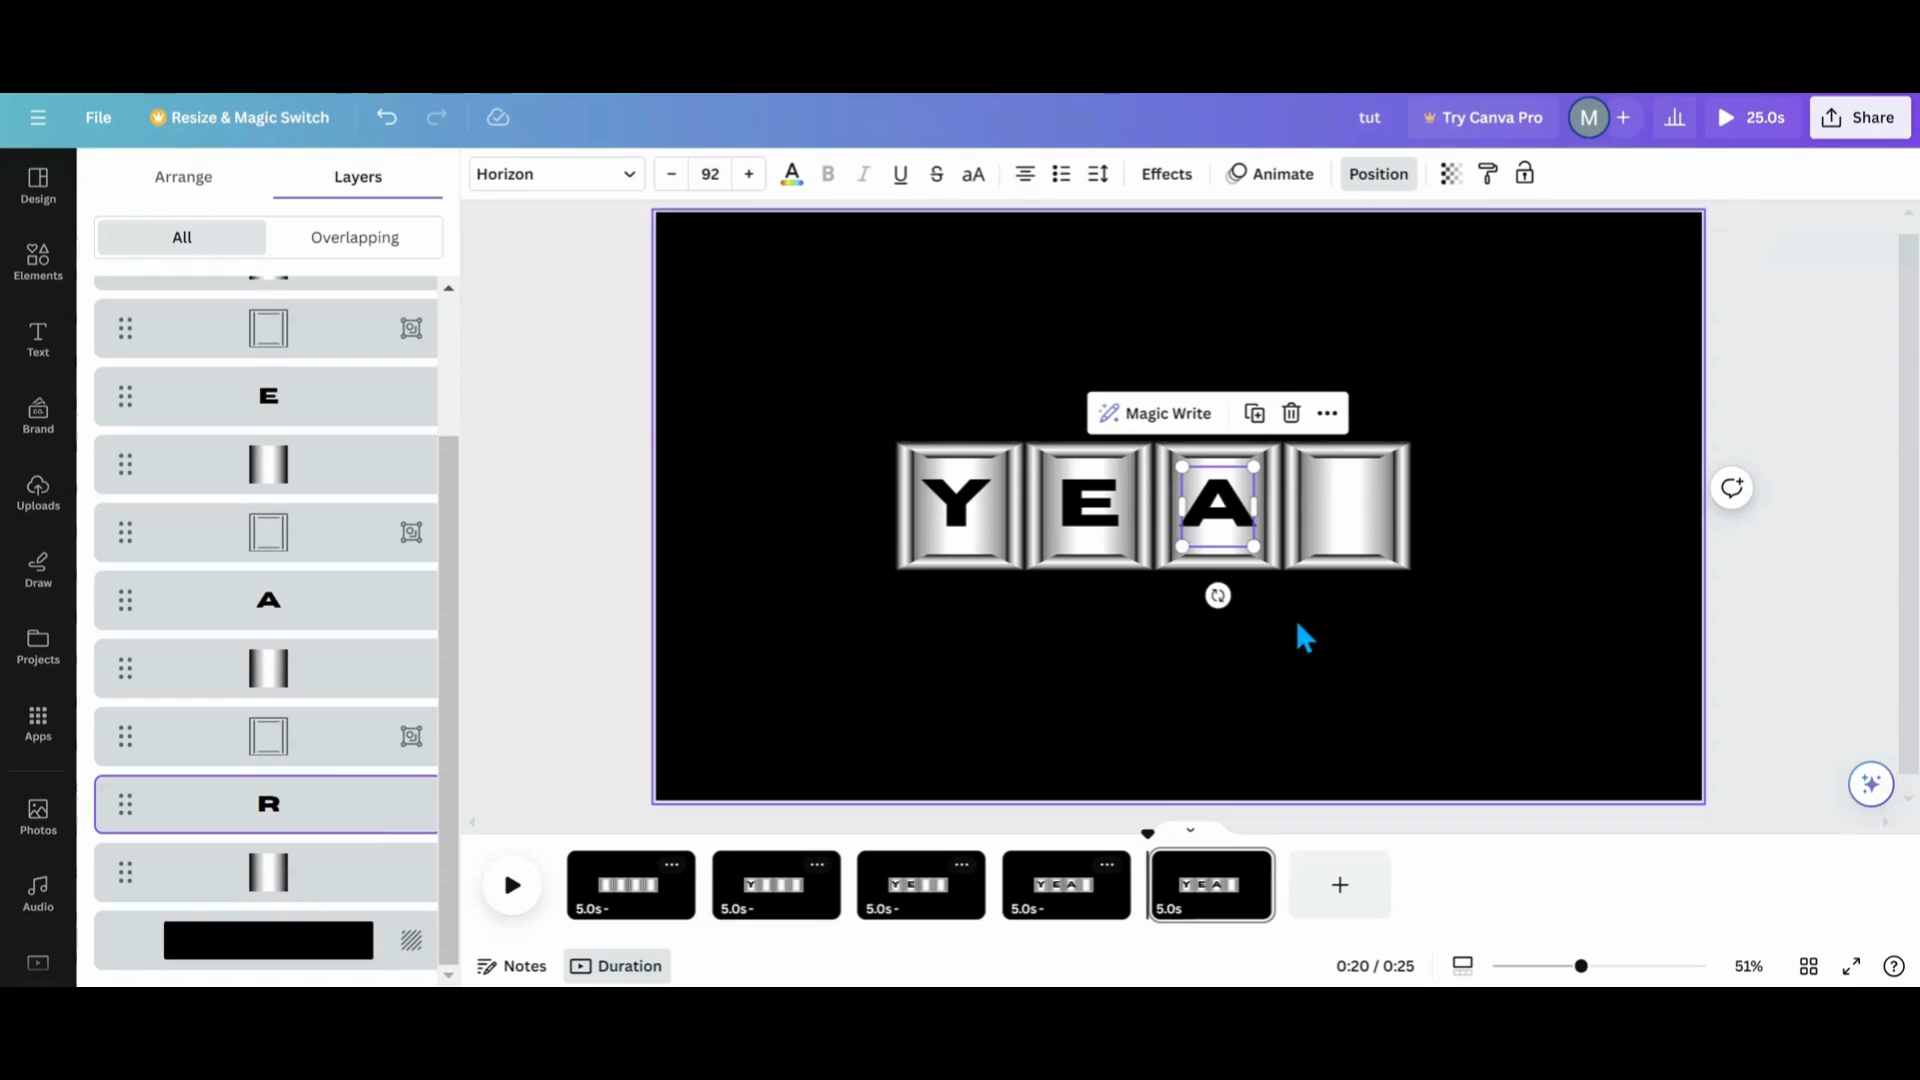 File
Resize & Magic Switch
tut
Try Canva Pro
M
25.0s
Share
Design
Elements
Text
Brand
Uploads
Draw
Projects
Apps
Photos
Audio
Arrange
Layers
All
Overlapping
E
A
R
Horizon
92
A
B
I
U
S
aA
Effects
Animate
Position
Magic Write
Y E A
5.0s-
Y
5.0s-
Y E
5.0s-
Y E A
5.0s-
Y E A
5.0s
Notes
Duration
0:20 / 0:25
51%